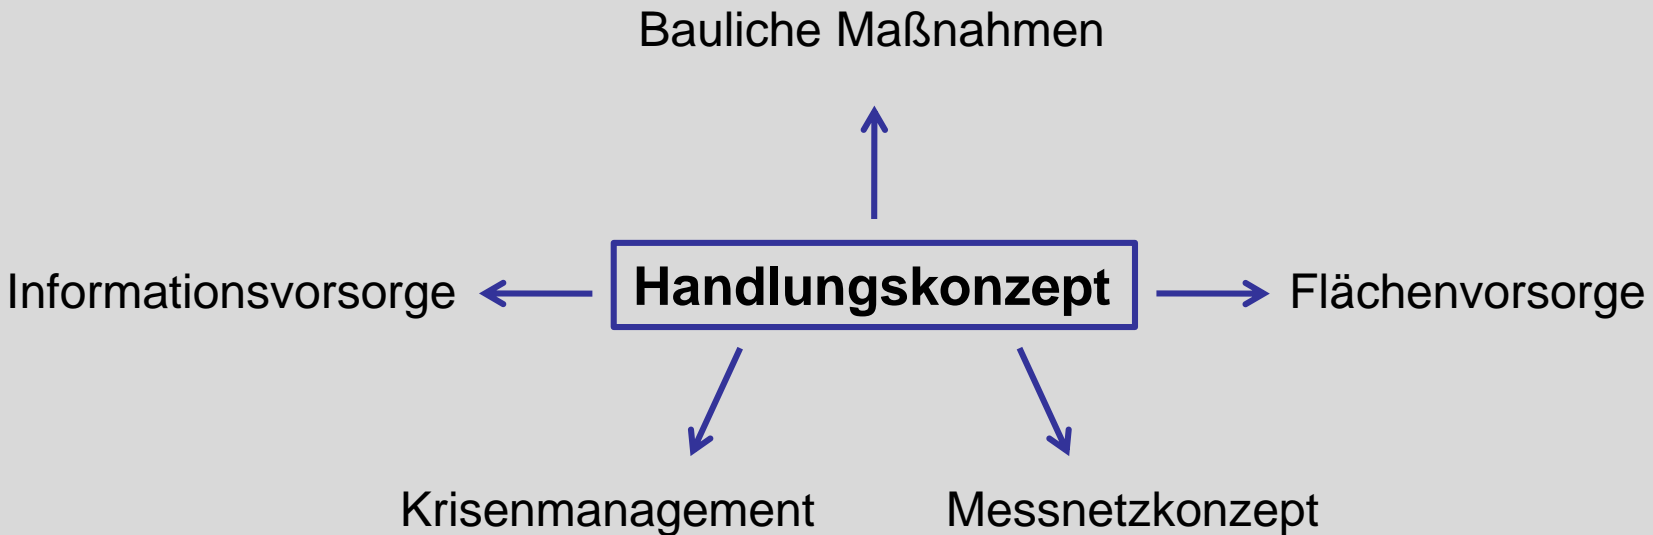 Bauliche Maßnahmen
Informationsvorsorge
Handlungskonzept
Flächenvorsorge
Krisenmanagement
Messnetzkonzept